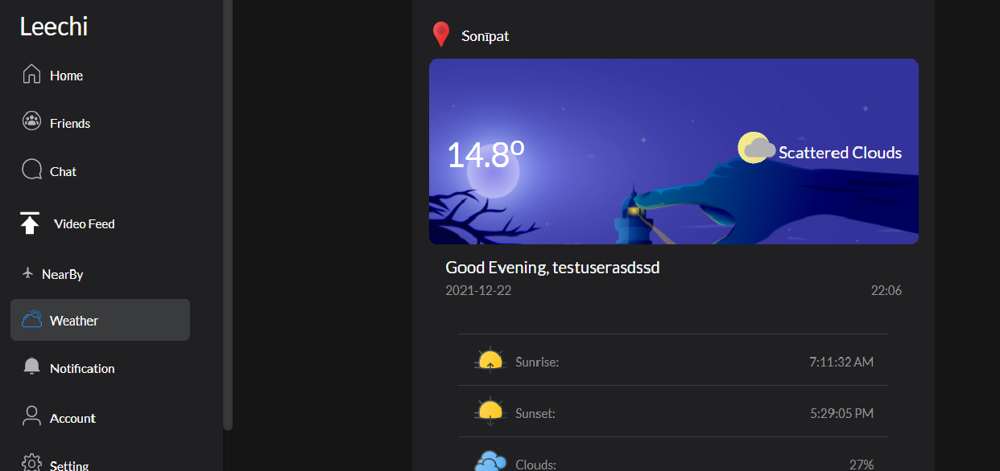 Leechi
Home
Friends
Chat
Video Feed
NearBy
Weather
Notification
Account
Setting
Sonīpat
14.8º
Scattered Clouds
Good Evening, testuserasdssd
2021-12-22 22:06
Sunrise: 7:11:32 AM
Sunset: 5:29:05 PM
Clouds: 27%